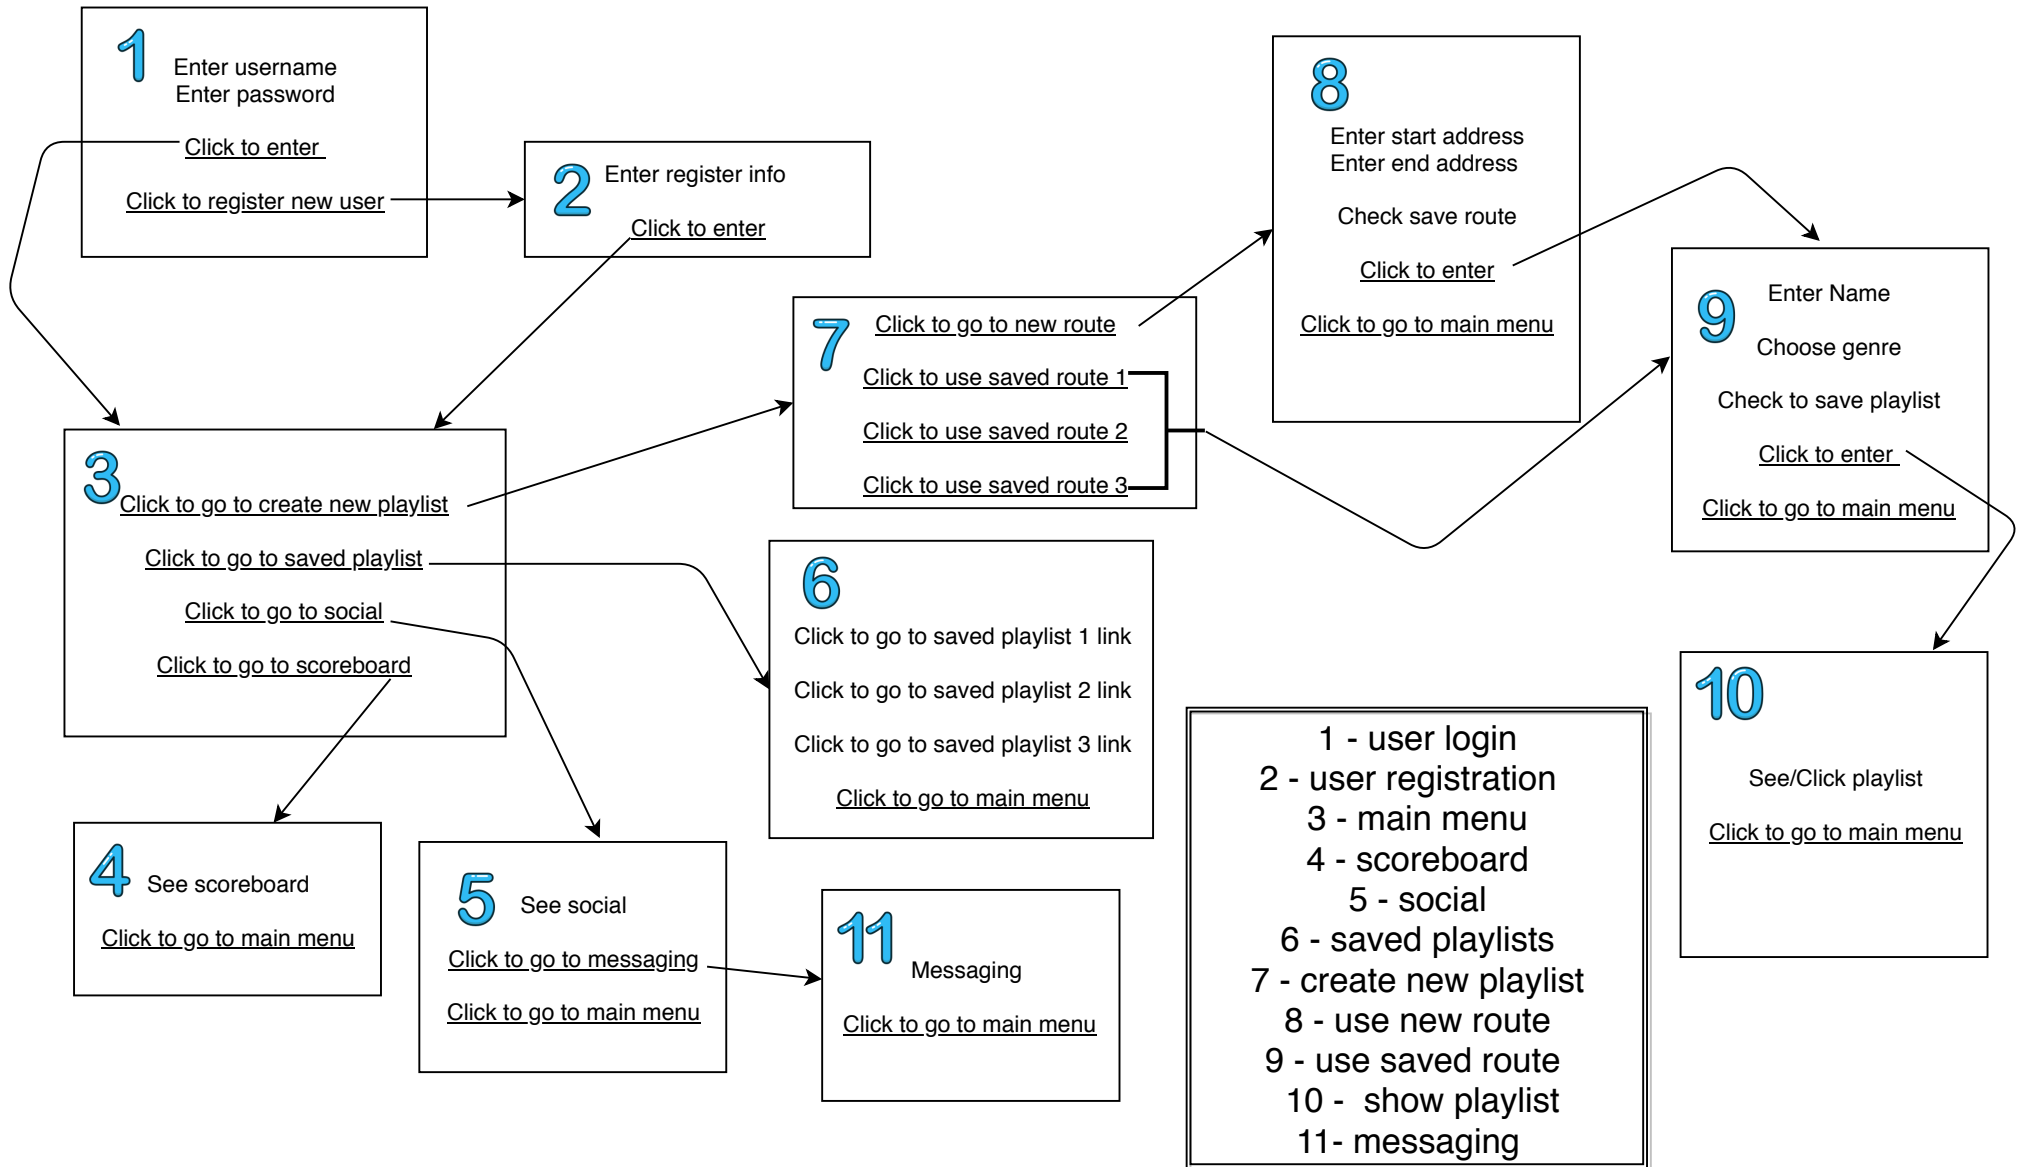 1
Enter username
Enter password
Click to enter
Click to register new user
2
Enter register info
Click to enter
3
Click to go to create new playlist
Click to go to saved playlist
Click to go to social
Click to go to scoreboard
4
See scoreboard
Click to go to main menu
5
See social
Click to go to messaging
Click to go to main menu
11
Messaging
Click to go to main menu
6
Click to go to saved playlist 1 link
Click to go to saved playlist 2 link
Click to go to saved playlist 3 link
Click to go to main menu
7
Click to go to new route
Click to use saved route 1
Click to use saved route 2
Click to use saved route 3
8
Enter start address
Enter end address
Check save route
Click to enter
Click to go to main menu
9
Enter Name
Choose genre
Check to save playlist
Click to enter
Click to go to main menu
10
See/Click playlist
Click to go to main menu
1 - user login
2 - user registration
3 - main menu
4 - scoreboard
5 - social
6 - saved playlists
7 - create new playlist
8 - use new route
9 - use saved route
10 -  show playlist
11- messaging